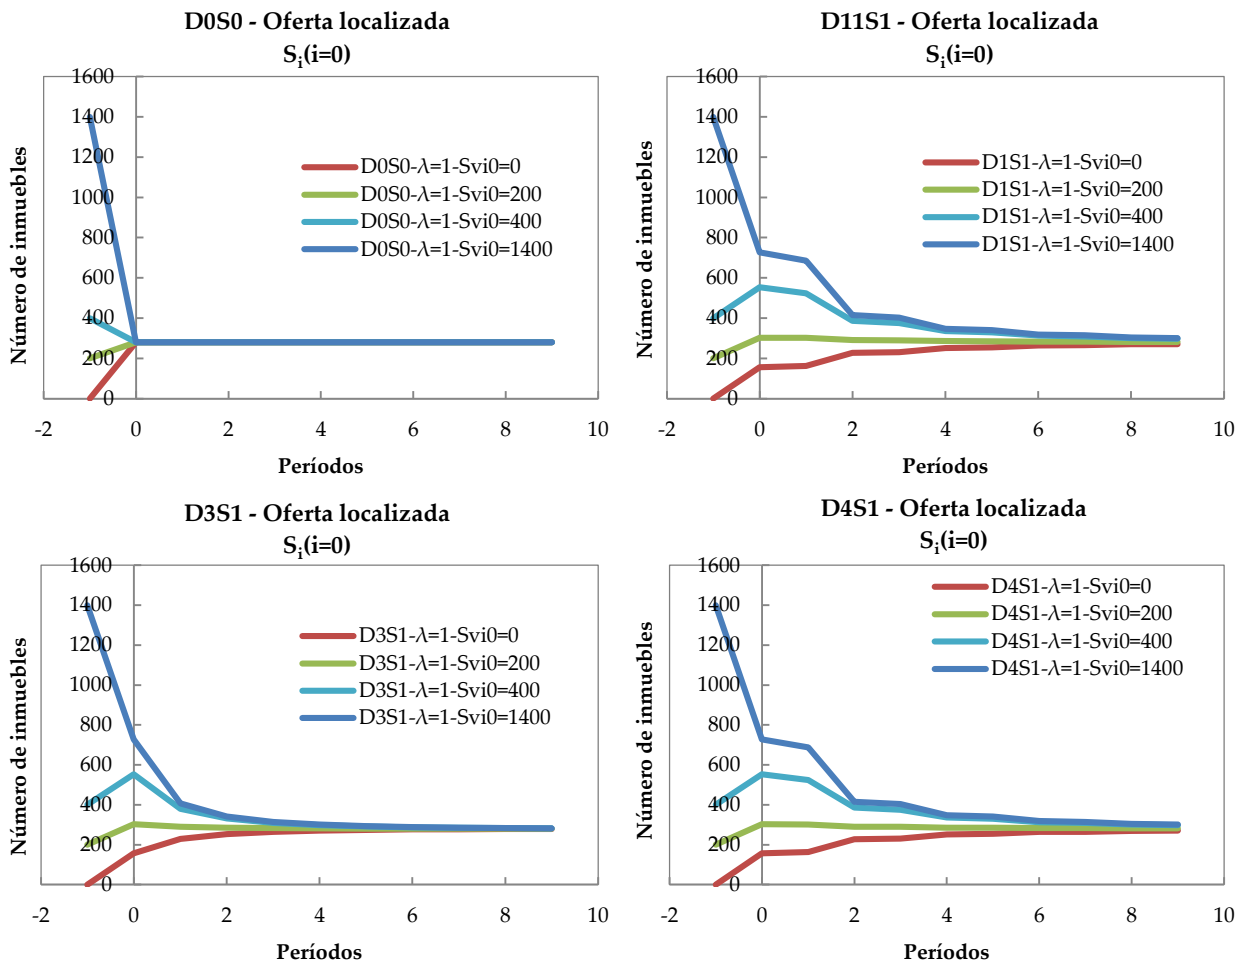 D0S0 - Oferta localizada
Si(i=0)
Número de inmuebles
1600
1400
1200
1000
800
600
400
200
0
D0S0-λ=1-Svi0=0
D0S0-λ=1-Svi0=200
D0S0-λ=1-Svi0=400
D0S0-λ=1-Svi0=1400
-2 0 2 4 6 8 10
Períodos
D11S1 - Oferta localizada
Si(i=0)
Número de inmuebles
1600
1400
1200
1000
800
600
400
200
0
D1S1-λ=1-Svi0=0
D1S1-λ=1-Svi0=200
D1S1-λ=1-Svi0=400
D1S1-λ=1-Svi0=1400
-2 0 2 4 6 8 10
Períodos
D3S1 - Oferta localizada
Si(i=0)
Número de inmuebles
1600
1400
1200
1000
800
600
400
200
0
D3S1-λ=1-Svi0=0
D3S1-λ=1-Svi0=200
D3S1-λ=1-Svi0=400
D3S1-λ=1-Svi0=1400
-2 0 2 4 6 8 10
Períodos
D4S1 - Oferta localizada
Si(i=0)
Número de inmuebles
1600
1400
1200
1000
800
600
400
200
0
D4S1-λ=1-Svi0=0
D4S1-λ=1-Svi0=200
D4S1-λ=1-Svi0=400
D4S1-λ=1-Svi0=1400
-2 0 2 4 6 8 10
Períodos